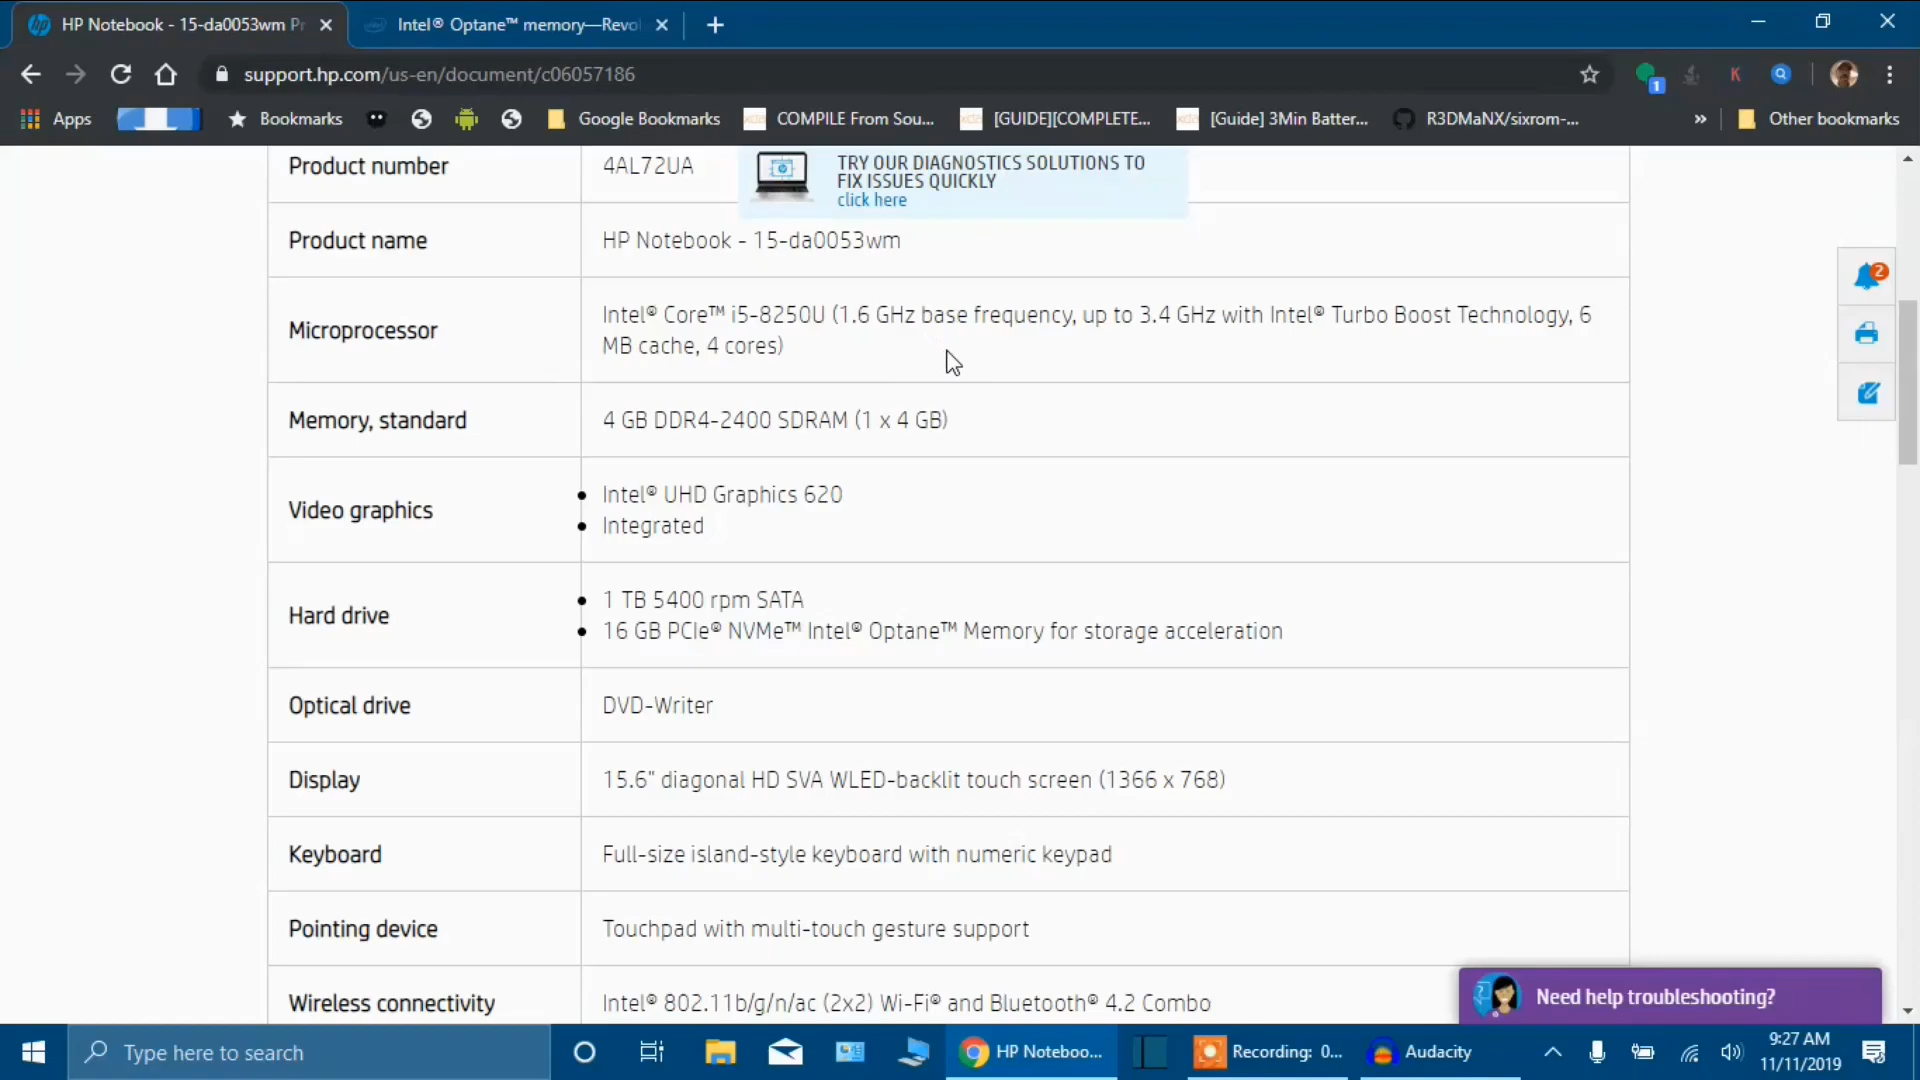 HP Notebook - 15-da0053wm Pr
Intel® Optane™ memory—Revol
support.hp.com/us-en/document/c06057186
1
K
Apps
Bookmarks
Google Bookmarks
COMPILE From Sou...
[GUIDE][COMPLETE...
[Guide] 3Min Batter...
R3DMaNX/sixrom-...
»
Other bookmarks
Product number
4AL72UA
TRY OUR DIAGNOSTICS SOLUTIONS TO
FIX ISSUES QUICKLY
click here
Product name
HP Notebook - 15-da0053wm
2
Microprocessor
Intel® Core™ i5-8250U (1.6 GHz base frequency, up to 3.4 GHz with Intel® Turbo Boost Technology, 6
MB cache, 4 cores)
Memory, standard
4 GB DDR4-2400 SDRAM (1 x 4 GB)
Video graphics
Intel® UHD Graphics 620
Integrated
Hard drive
1 TB 5400 rpm SATA
16 GB PCIe® NVMe™ Intel® Optane™ Memory for storage acceleration
Optical drive
DVD-Writer
Display
15.6" diagonal HD SVA WLED-backlit touch screen (1366 x 768)
Keyboard
Full-size island-style keyboard with numeric keypad
Pointing device
Touchpad with multi-touch gesture support
Wireless connectivity
Intel® 802.11b/g/n/ac (2x2) Wi-Fi® and Bluetooth® 4.2 Combo
Need help troubleshooting?
Type here to search
HP Noteboo...
Recording: 0...
Audacity
9:27 AM
11/11/2019